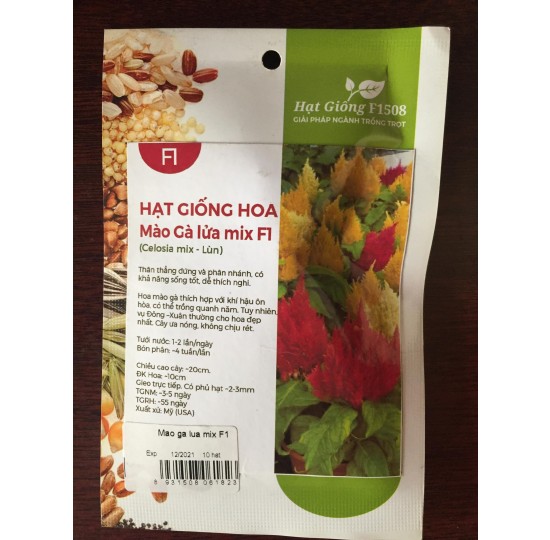 Hạt Giống F1508
GIẢI PHÁP NGÀNH TRỒNG TRỌT
F1
HẠT GIỐNG HOA
Mào Gà lửa mix F1
(Celosia mix - Lùn)
Thân thẳng đứng và phân nhánh, có
khả năng sống tốt, dễ thích nghi.
Hoa mào gà thích hợp với khí hậu ôn
hòa, có thể trồng quanh năm. Tuy nhiên,
vụ Đông -Xuân thường cho hoa đẹp
nhất. Cây ưa nóng, không chịu rét.
Tưới nước: 1-2 lần/ngày
Bón phân: ~4 tuần/lần
Chiều cao cây: ~20cm.
ĐK Hoa: ~10cm
Gieo trực tiếp. Có phủ hạt ~2-3mm
TGNM: ~3-5 ngày
TGRH: ~55 ngày
Xuất xứ: Mỹ (USA)
Mao ga lua mix F1
Exp 12/2021 10 hat
8 931508 061823